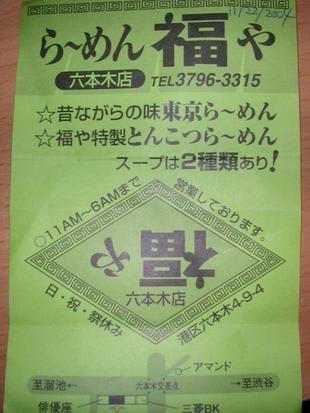 11/22/2004
ら〜めん 福や
六本木店 TEL3796-3315
☆昔ながらの味東京ら〜めん
☆福や特製とんこつら〜めん
スープは2種類あり!
○11AM〜6AMまで
営業しております。
福や
六本木店
日・祝・祭休み
港区六本木4-9-4
アマンド
至溜池← 六本木交差点 →至渋谷
俳優座 三菱BK